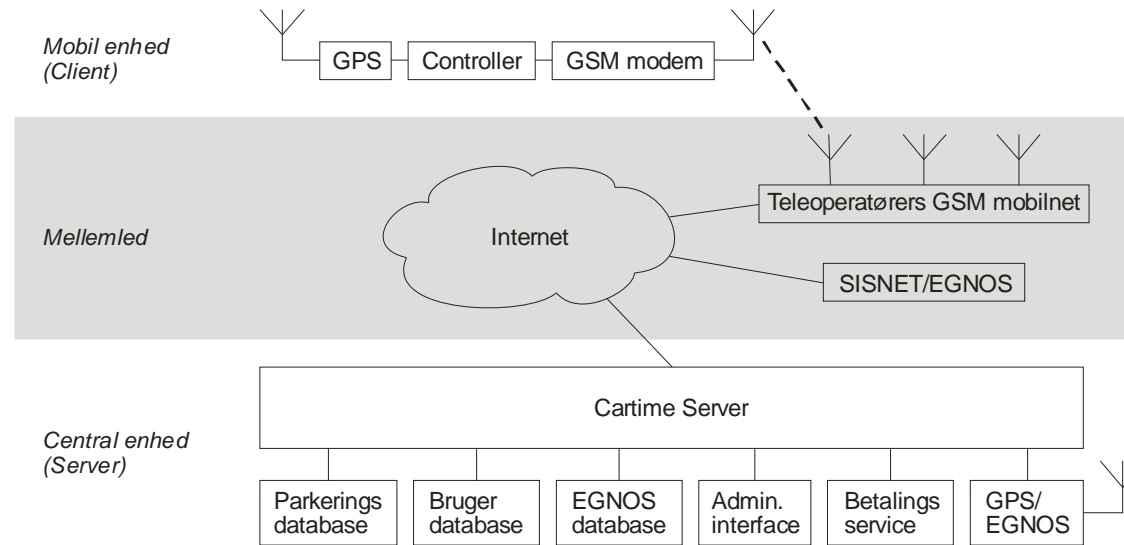 Mobil enhed
(Client)
GPS
Controller
GSM modem
Mellemled
Internet
Teleoperatørers GSM mobilnet
SISNET/EGNOS
Central enhed
(Server)
Cartime Server
Parkerings
database
Bruger
database
EGNOS
database
Admin.
interface
Betalings
service
GPS/
EGNOS